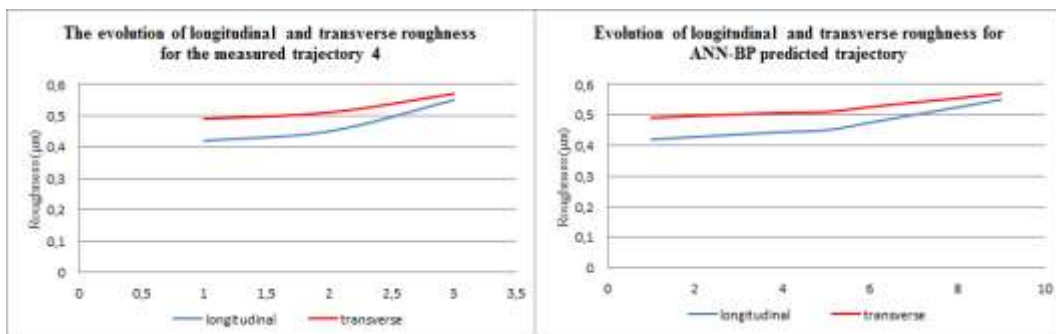 The evolution of longitudinal and transverse roughness
for the measured trajectory 4
0,6
0,5
0,4
0,3
0,2
0,1
0
Roughness (μm)
0 0,5 1 1,5 2 2,5 3 3,5
longitudinal transverse
Evolution of longitudinal and transverse roughness for
ANN-BP predicted trajectory
0,6
0,5
0,4
0,3
0,2
0,1
0
Roughness (μm)
0 2 4 6 8 10
longitudinal transverse